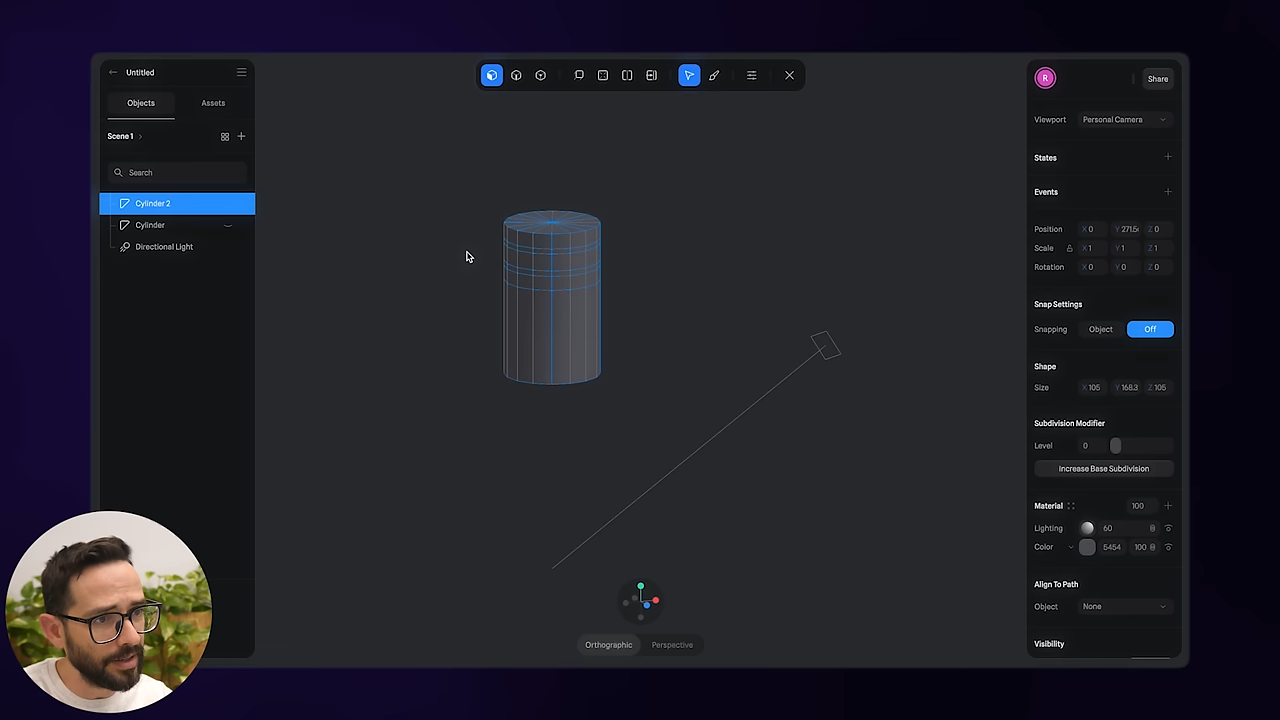 Untitled
Objects Assets
Scene 1
Search
Cylinder 2
Cylinder
Directional Light
Orthographic Perspective
R Share
Viewport Personal Camera
States
Events
Position X 0 Y 271.5 Z 0
Scale X 1 Y 1 Z 1
Rotation X 0 Y 0 Z 0
Snap Settings
Snapping Object Off
Shape
Size X 105 Y 168.3 Z 105
Subdivision Modifier
Level 0
Increase Base Subdivision
Material 100
Lighting 60
Color 5454 100
Align To Path
Object None
Visibility